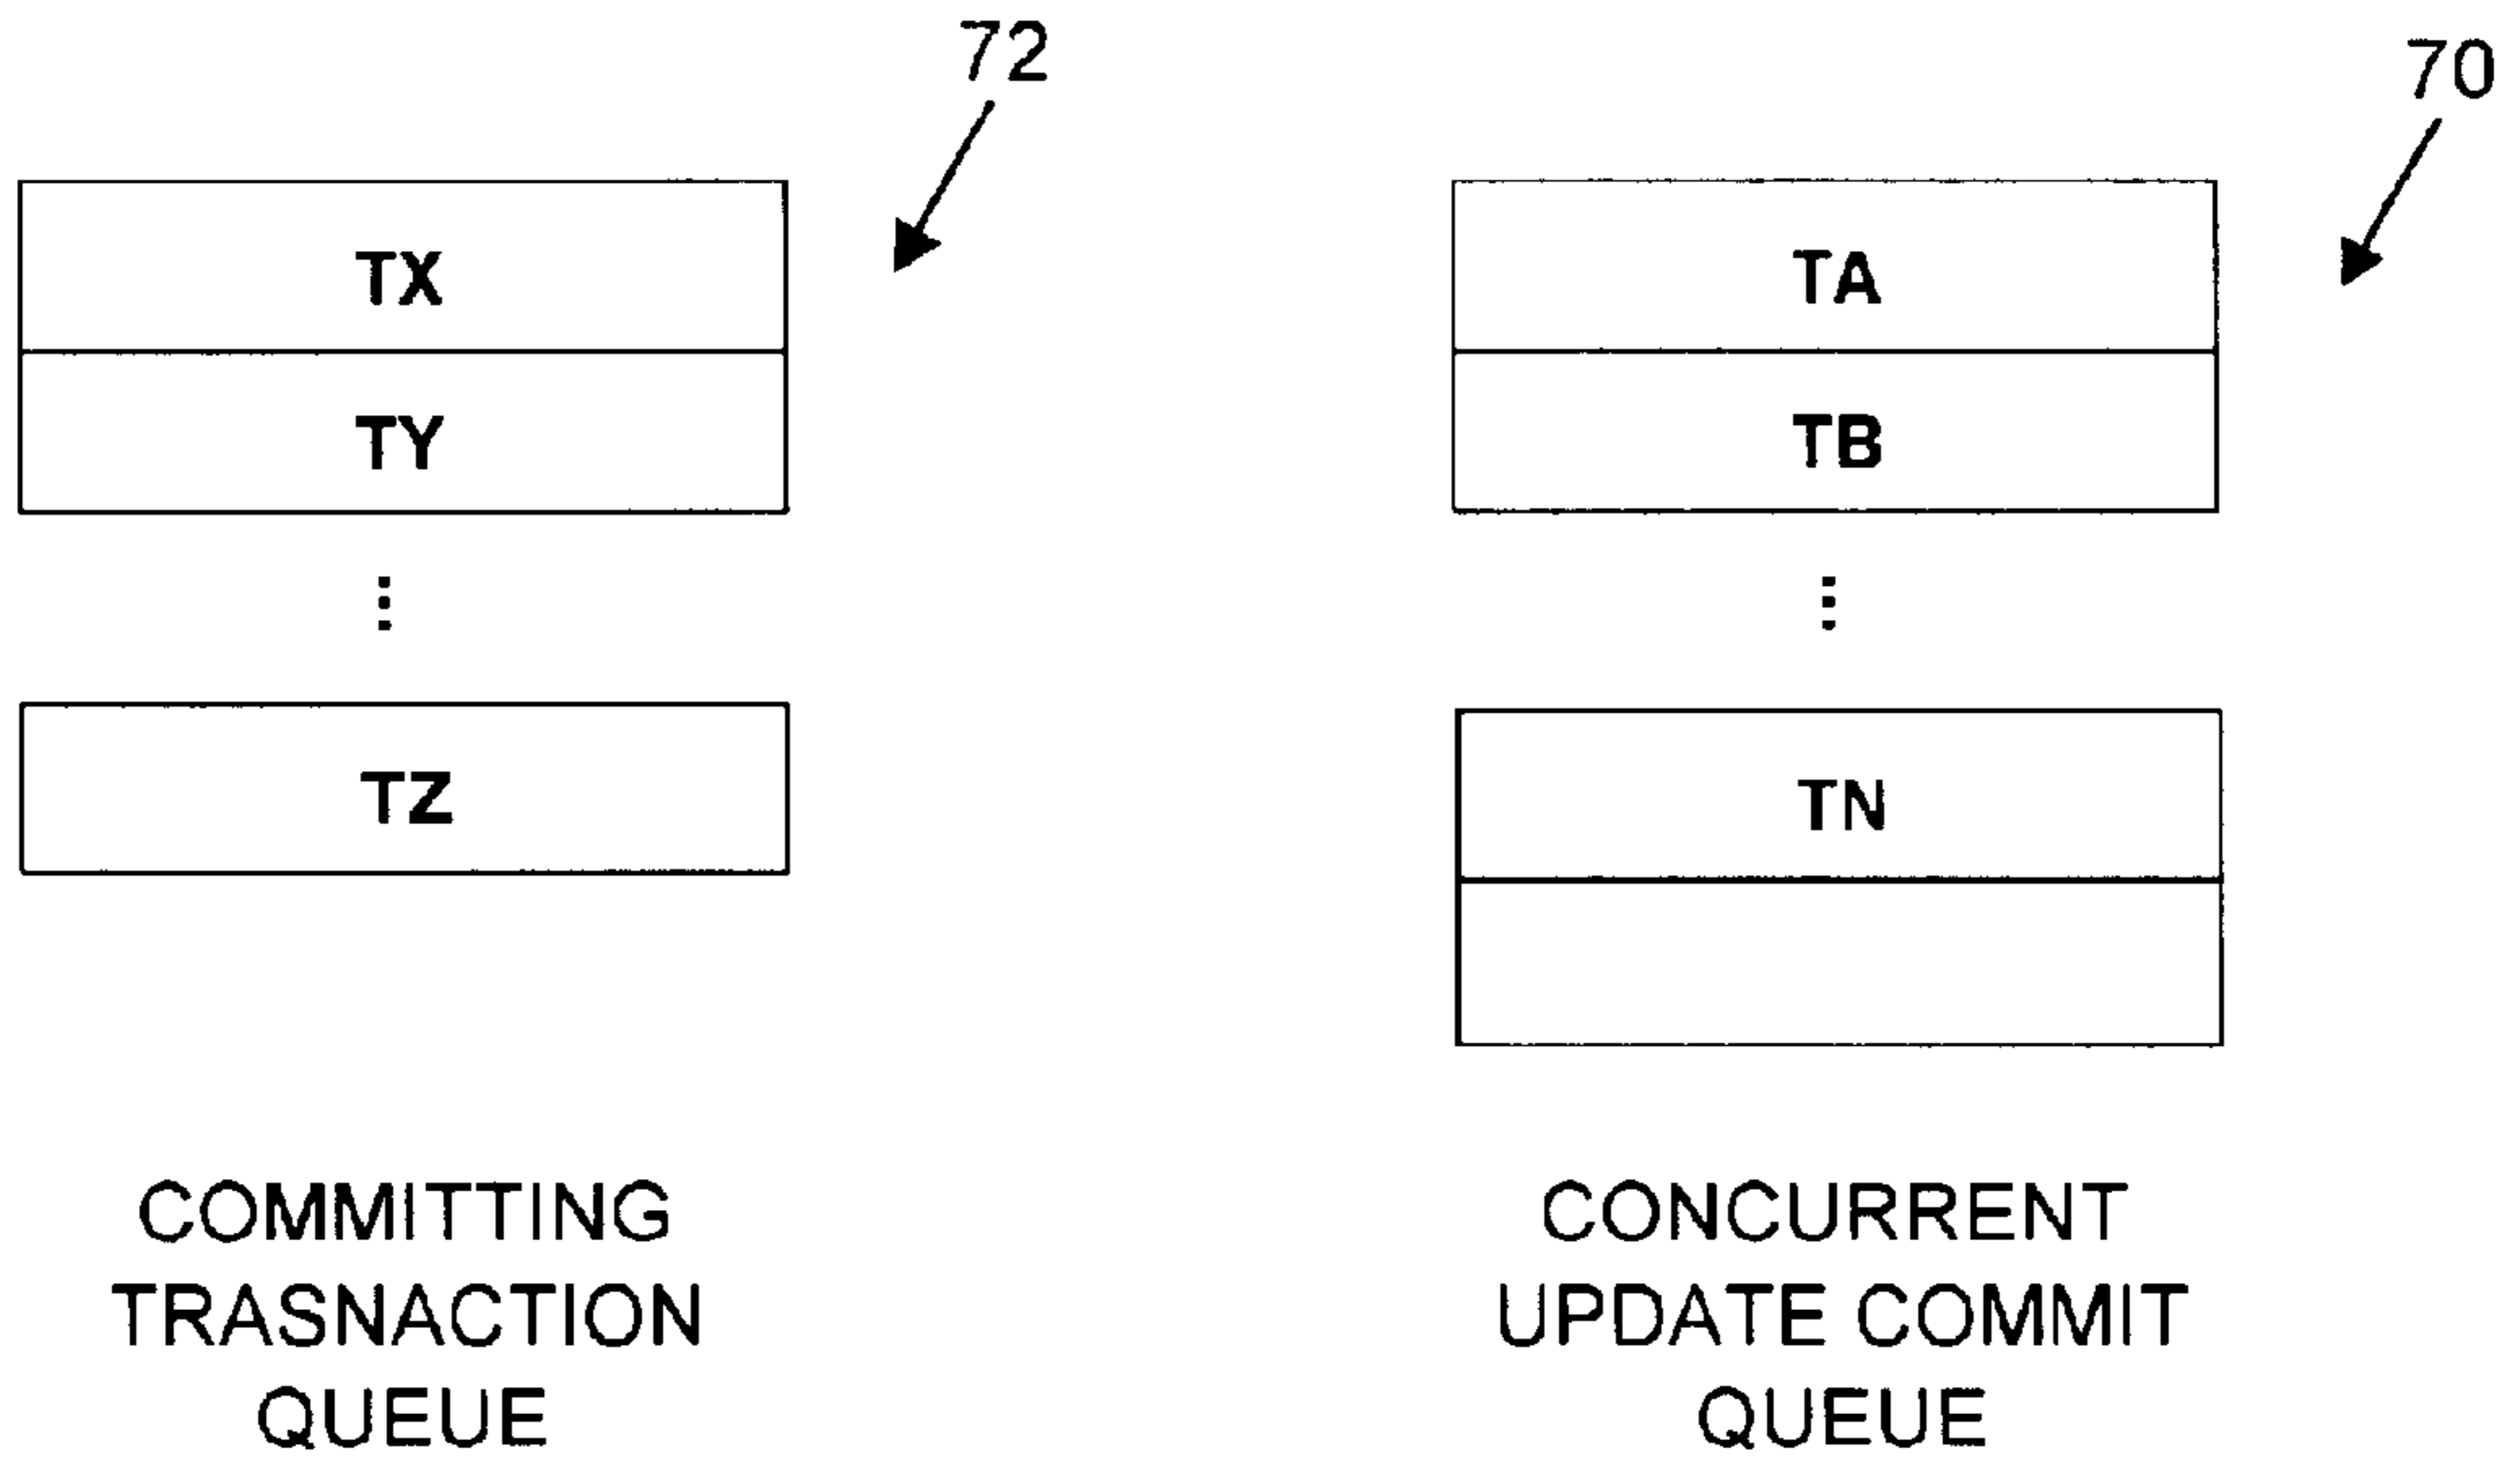 72
70
TX
TA
TY
TB
TZ
TN
COMMITTING
TRASNACTION
QUEUE
CONCURRENT
UPDATE COMMIT
QUEUE